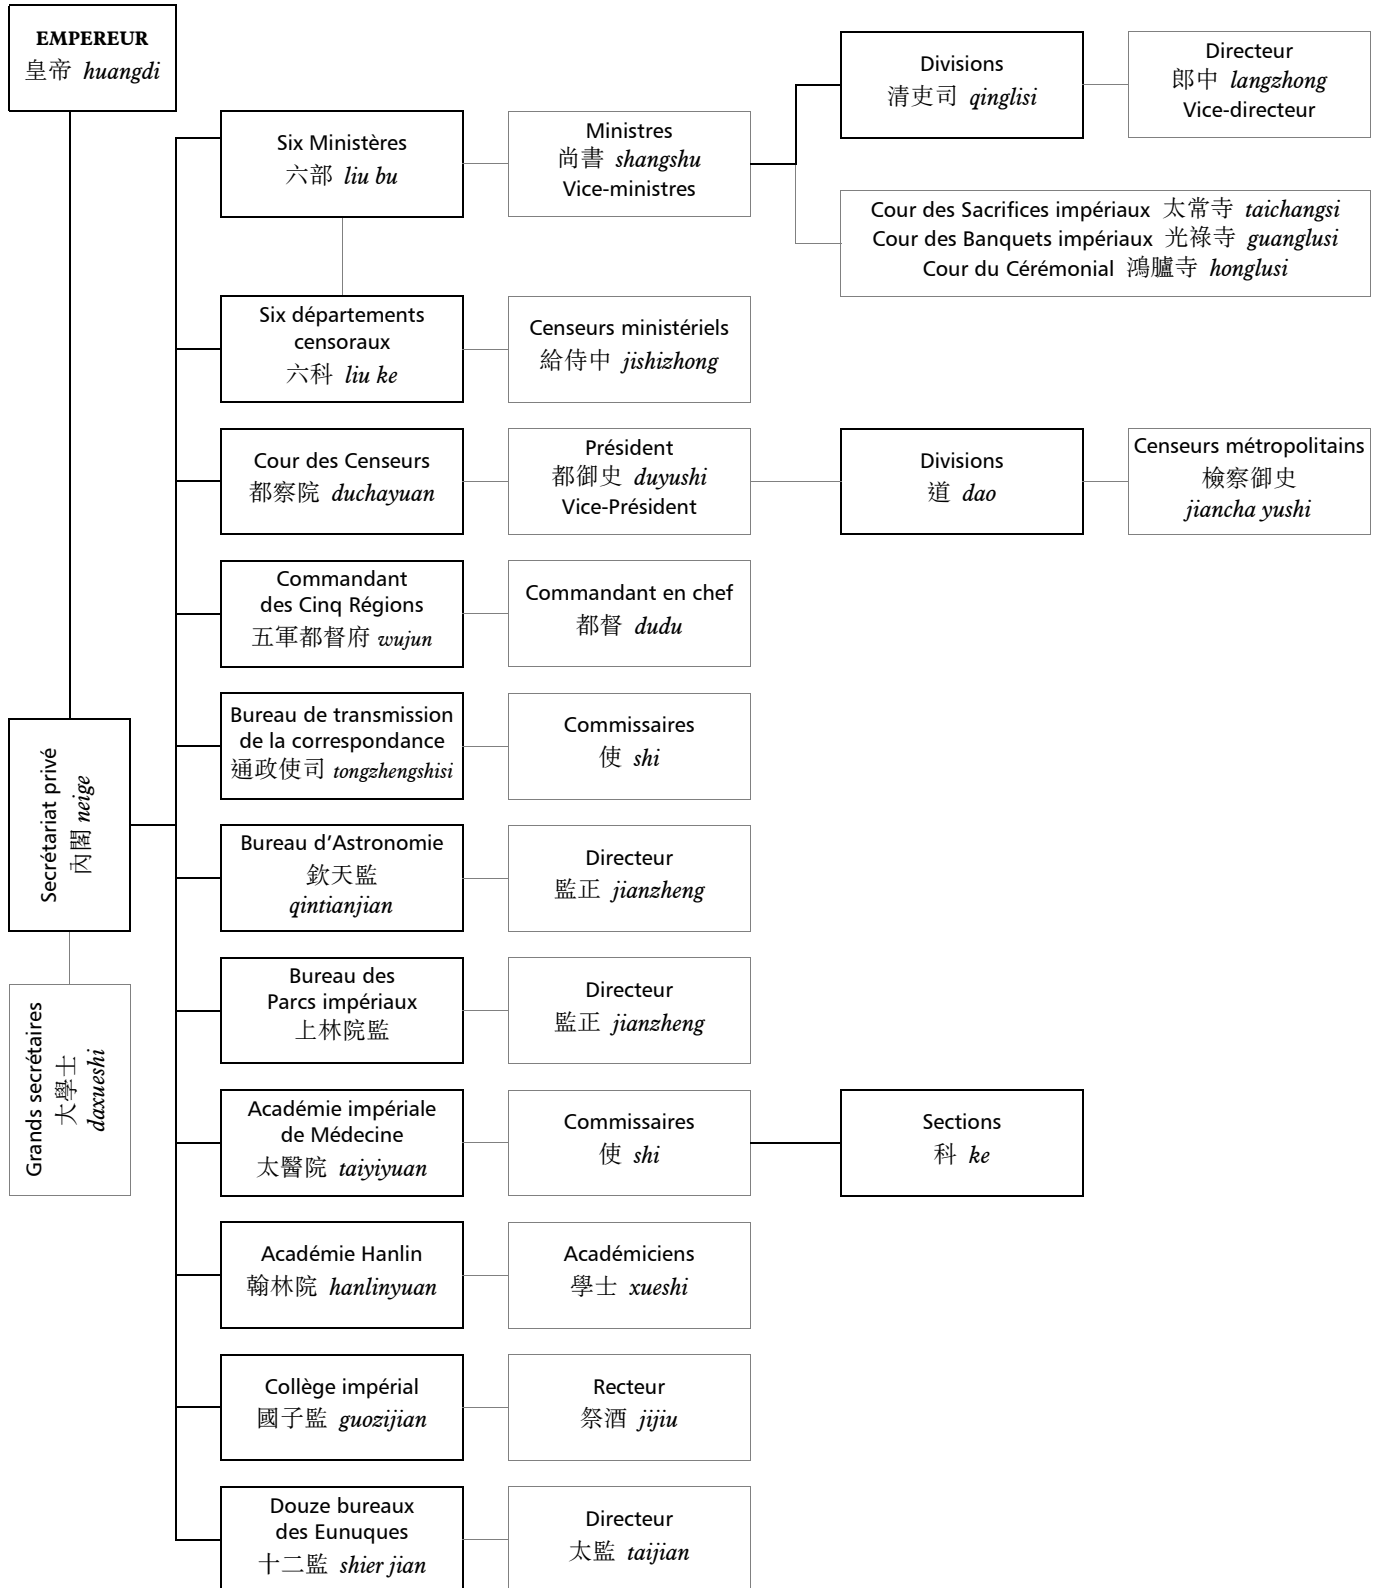 EMPEREUR
皇帝 huangdi
Six Ministères
六部 liu bu
Ministres
尚書 shangshu
Vice-ministres
Divisions
清吏司 qinglisi
Directeur
郎中 langzhong
Vice-directeur
Cour des Sacrifices impériaux 太常寺 taichangsi
Cour des Banquets impériaux 光祿寺 guanglusi
Cour du Cérémonial 鴻臚寺 honglusi
Six départements
censoraux
六科 liu ke
Censeurs ministériels
給侍中 jishizhong
Cour des Censeurs
都察院 duchayuan
Président
都御史 duyushi
Vice-Président
Divisions
道 dao
Censeurs métropolitains
檢察御史
jiancha yushi
Commandant
des Cinq Régions
五軍都督府 wujun
Commandant en chef
都督 dudu
Bureau de transmission
de la correspondance
通政使司 tongzhengshisi
Commissaires
使 shi
Secrétariat privé
內閣 neige
Bureau d’Astronomie
欽天監
qintianjian
Directeur
監正 jianzheng
Grands secrétaires
大學士
daxueshi
Bureau des
Parcs impériaux
上林院監
Directeur
監正 jianzheng
Académie impériale
de Médecine
太醫院 taiyiyuan
Commissaires
使 shi
Sections
科 ke
Académie Hanlin
翰林院 hanlinyuan
Académiciens
學士 xueshi
Collège impérial
國子監 guozijian
Recteur
祭酒 jijiu
Douze bureaux
des Eunuques
十二監 shier jian
Directeur
太監 taijian